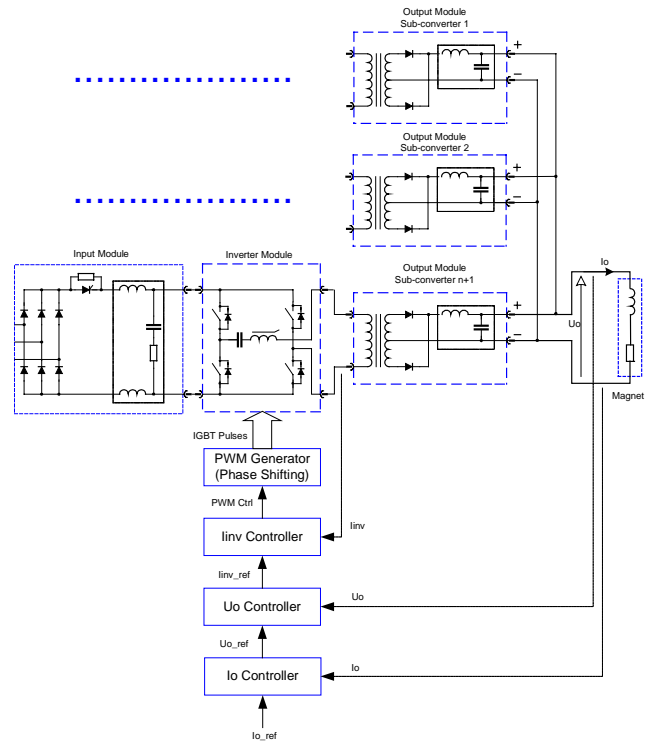 Output Module
Sub-converter 1
+
−
Output Module
Sub-converter 2
+
−
Input Module
Inverter Module
Output Module
Sub-converter n+1
+
−
Io
Uo
Magnet
IGBT Pulses
PWM Generator
(Phase Shifting)
PWM Ctrl
Iinv
Iinv Controller
Iinv_ref
Uo
Uo Controller
Uo_ref
Io
Io Controller
Io_ref